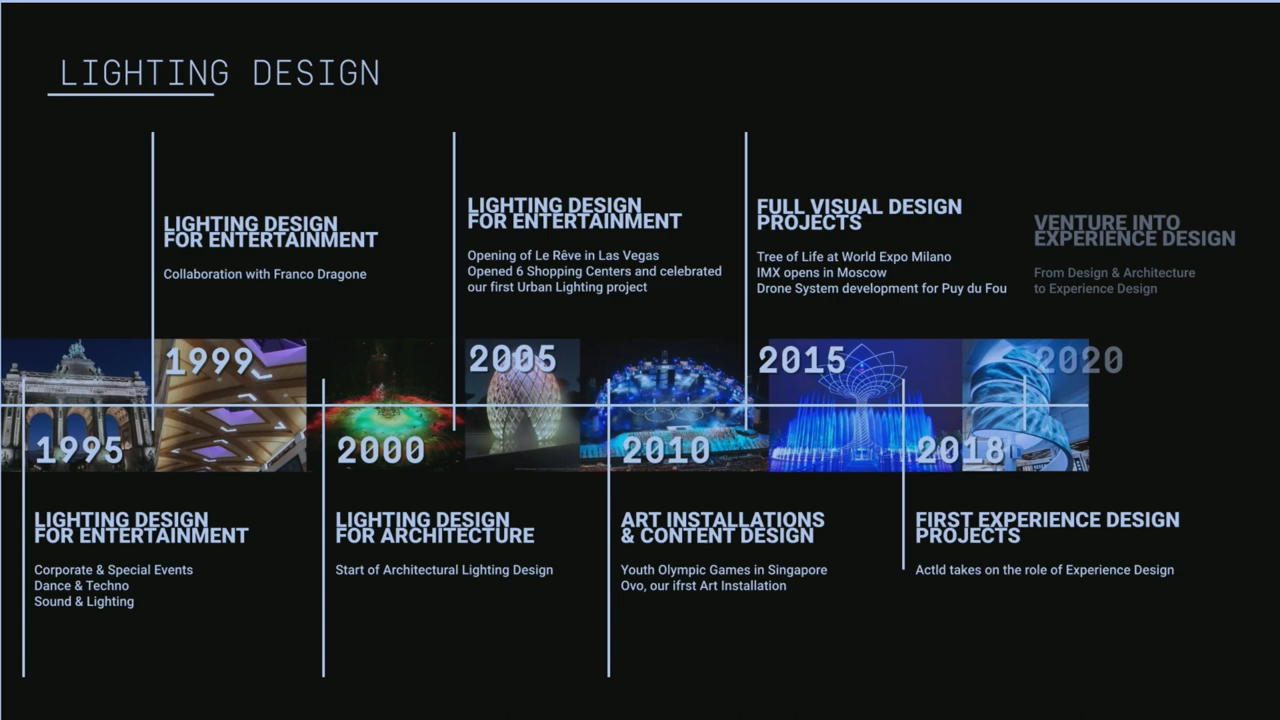 LIGHTING DESIGN
LIGHTING DESIGN
FOR ENTERTAINMENT
Collaboration with Franco Dragone
LIGHTING DESIGN
FOR ENTERTAINMENT
Opening of Le Rêve in Las Vegas
Opened 6 Shopping Centers and celebrated
our first Urban Lighting project
FULL VISUAL DESIGN
PROJECTS
Tree of Life at World Expo Milano
IMX opens in Moscow
Drone System development for Puy du Fou
VENTURE INTO
EXPERIENCE DESIGN
From Design & Architecture
to Experience Design
1999
2005
2015
2020
1995
2000
2010
2018
LIGHTING DESIGN
FOR ENTERTAINMENT
Corporate & Special Events
Dance & Techno
Sound & Lighting
LIGHTING DESIGN
FOR ARCHITECTURE
Start of Architectural Lighting Design
ART INSTALLATIONS
& CONTENT DESIGN
Youth Olympic Games in Singapore
Ovo, our ifrst Art Installation
FIRST EXPERIENCE DESIGN
PROJECTS
Actld takes on the role of Experience Design